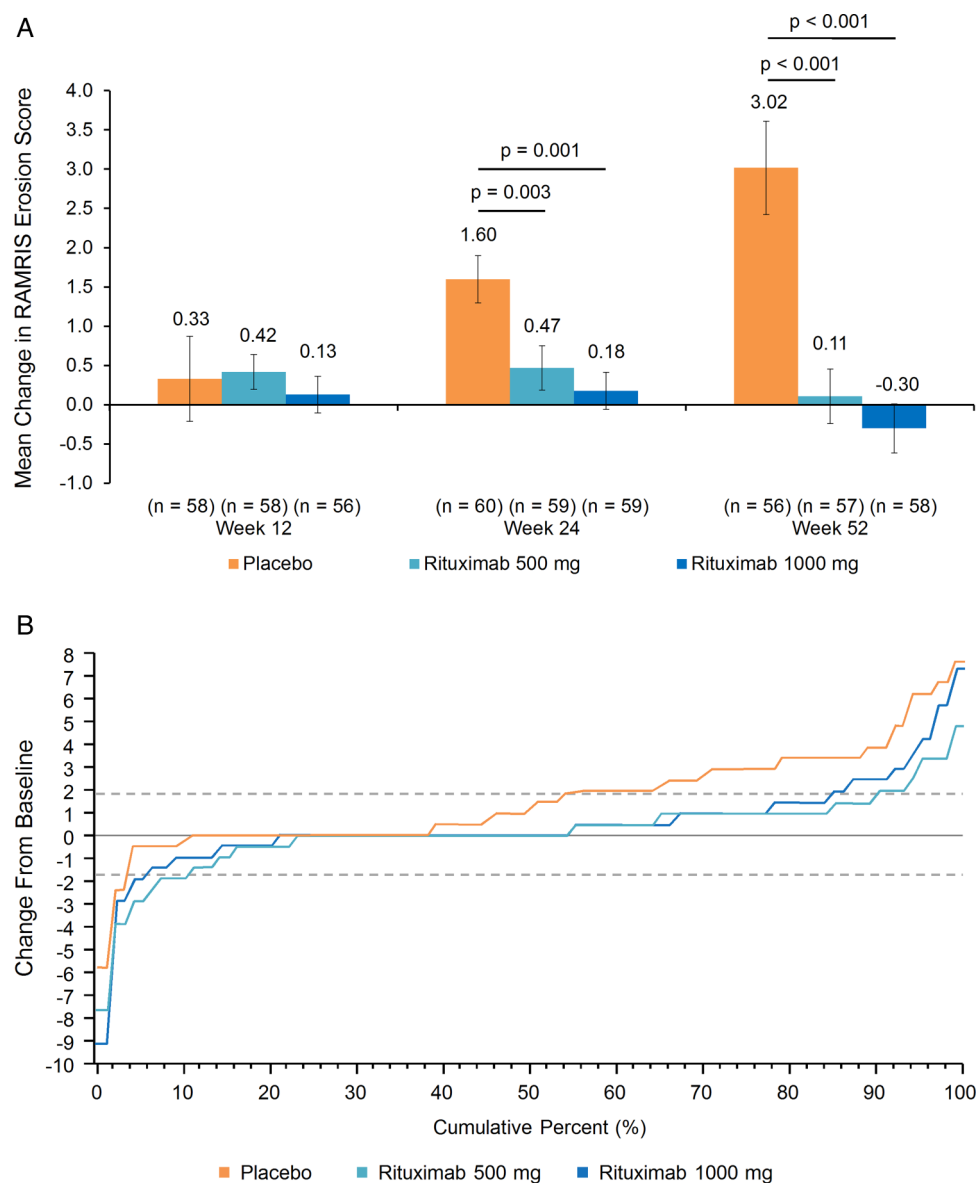 A
p < 0.001
p < 0.001
3.02
p = 0.001
p = 0.003
1.60
0.33
0.42
0.13
0.47
0.18
0.11
-0.30
Mean Change in RAMRIS Erosion Score
4.0
3.5
3.0
2.5
2.0
1.5
1.0
0.5
0.0
-0.5
-1.0
(n = 58) (n = 58) (n = 56) (n = 60) (n = 59) (n = 59) (n = 56) (n = 57) (n = 58)
Week 12 Week 24 Week 52
Placebo Rituximab 500 mg Rituximab 1000 mg
B
Change From Baseline
8
7
6
5
4
3
2
1
0
-1
-2
-3
-4
-5
-6
-7
-8
-9
-10
0 10 20 30 40 50 60 70 80 90 100
Cumulative Percent (%)
Placebo Rituximab 500 mg Rituximab 1000 mg